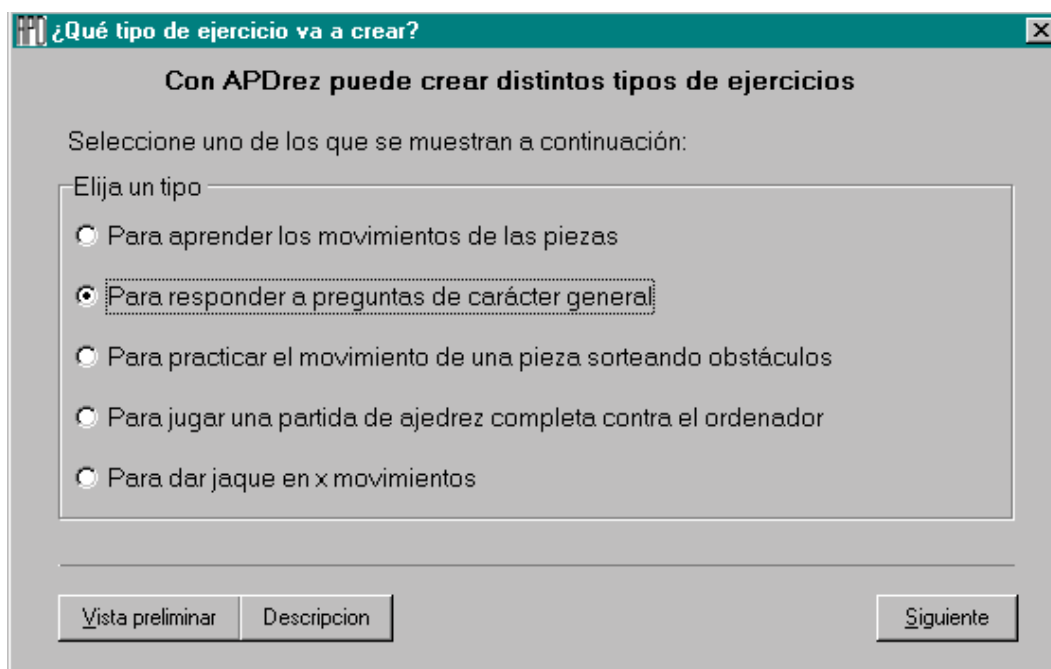 ¿Qué tipo de ejercicio va a crear?
Con APDrez puede crear distintos tipos de ejercicios
Seleccione uno de los que se muestran a continuación:
Elija un tipo
Para aprender los movimientos de las piezas
Para responder a preguntas de carácter general
Para practicar el movimiento de una pieza sorteando obstáculos
Para jugar una partida de ajedrez completa contra el ordenador
Para dar jaque en x movimientos
Vista preliminar Descripcion Siguiente